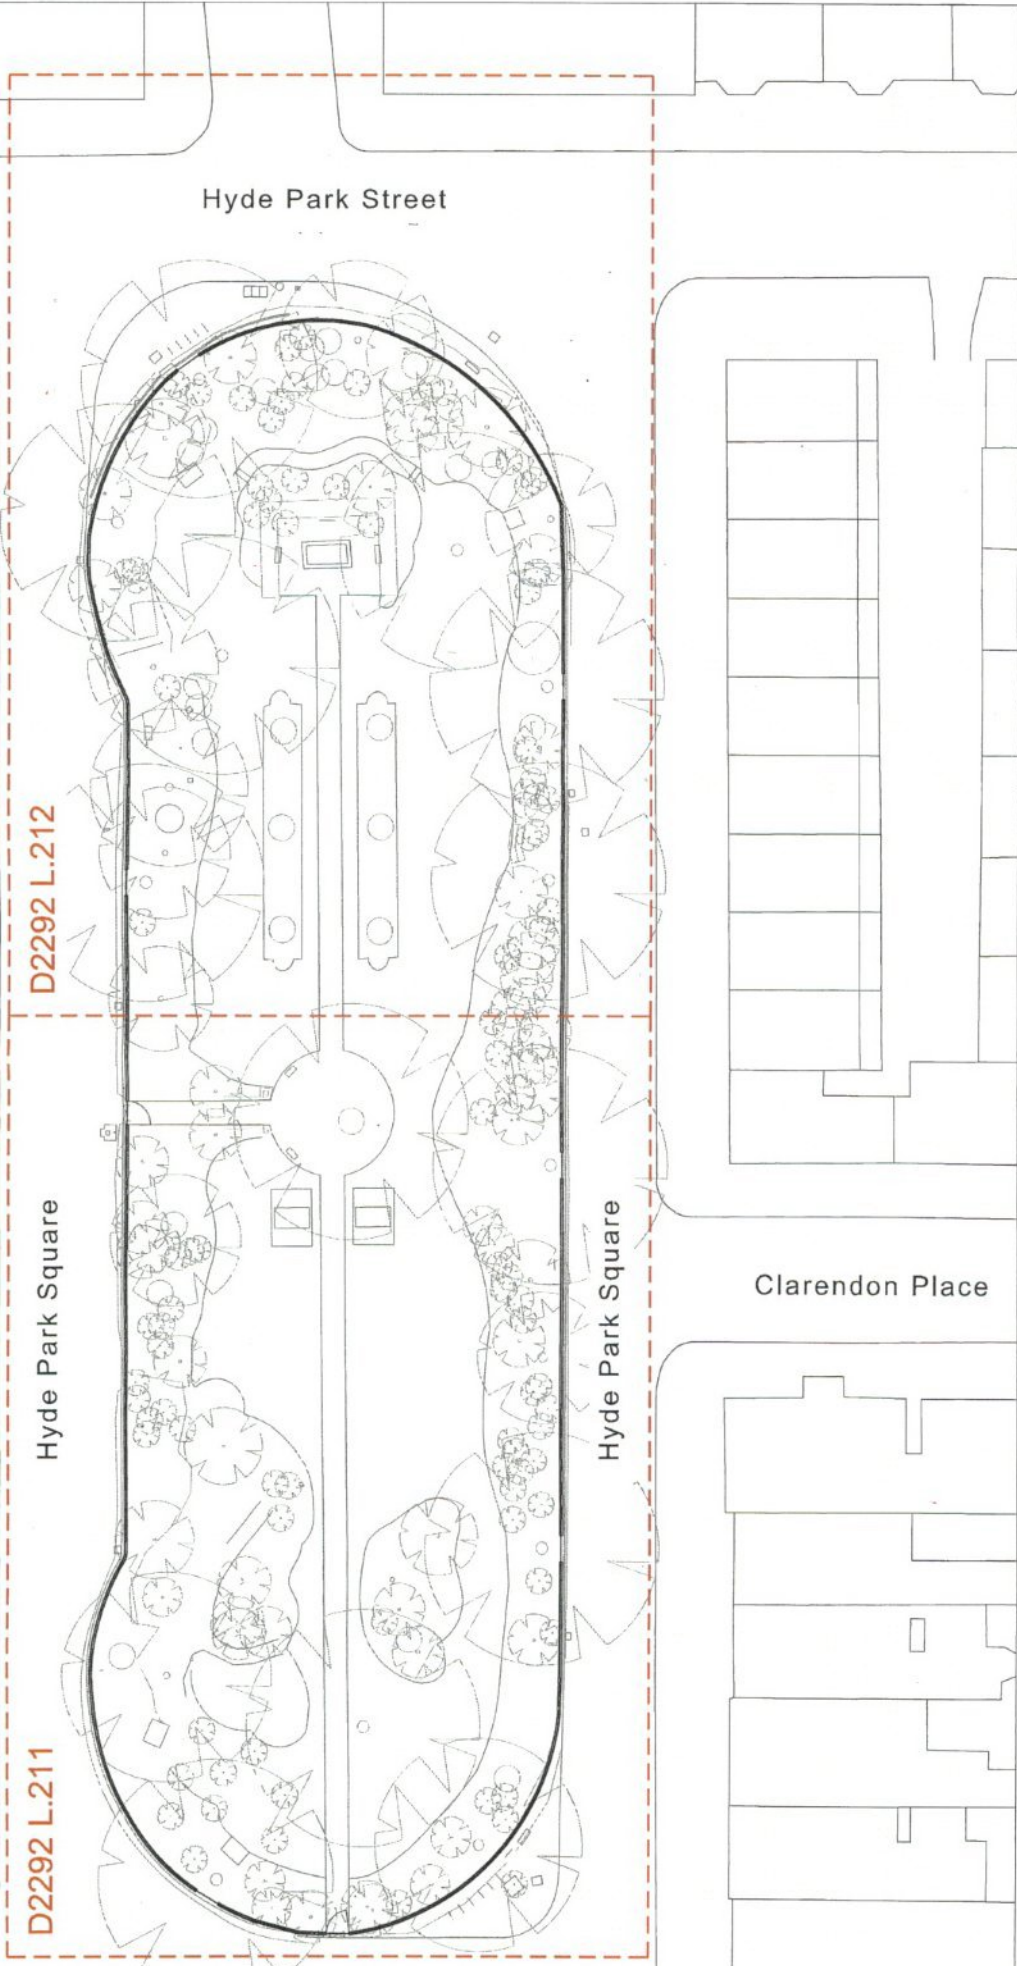 Hyde Park Street
D2292 L.212
Hyde Park Square
Hyde Park Square
Clarendon Place
D2292 L.211